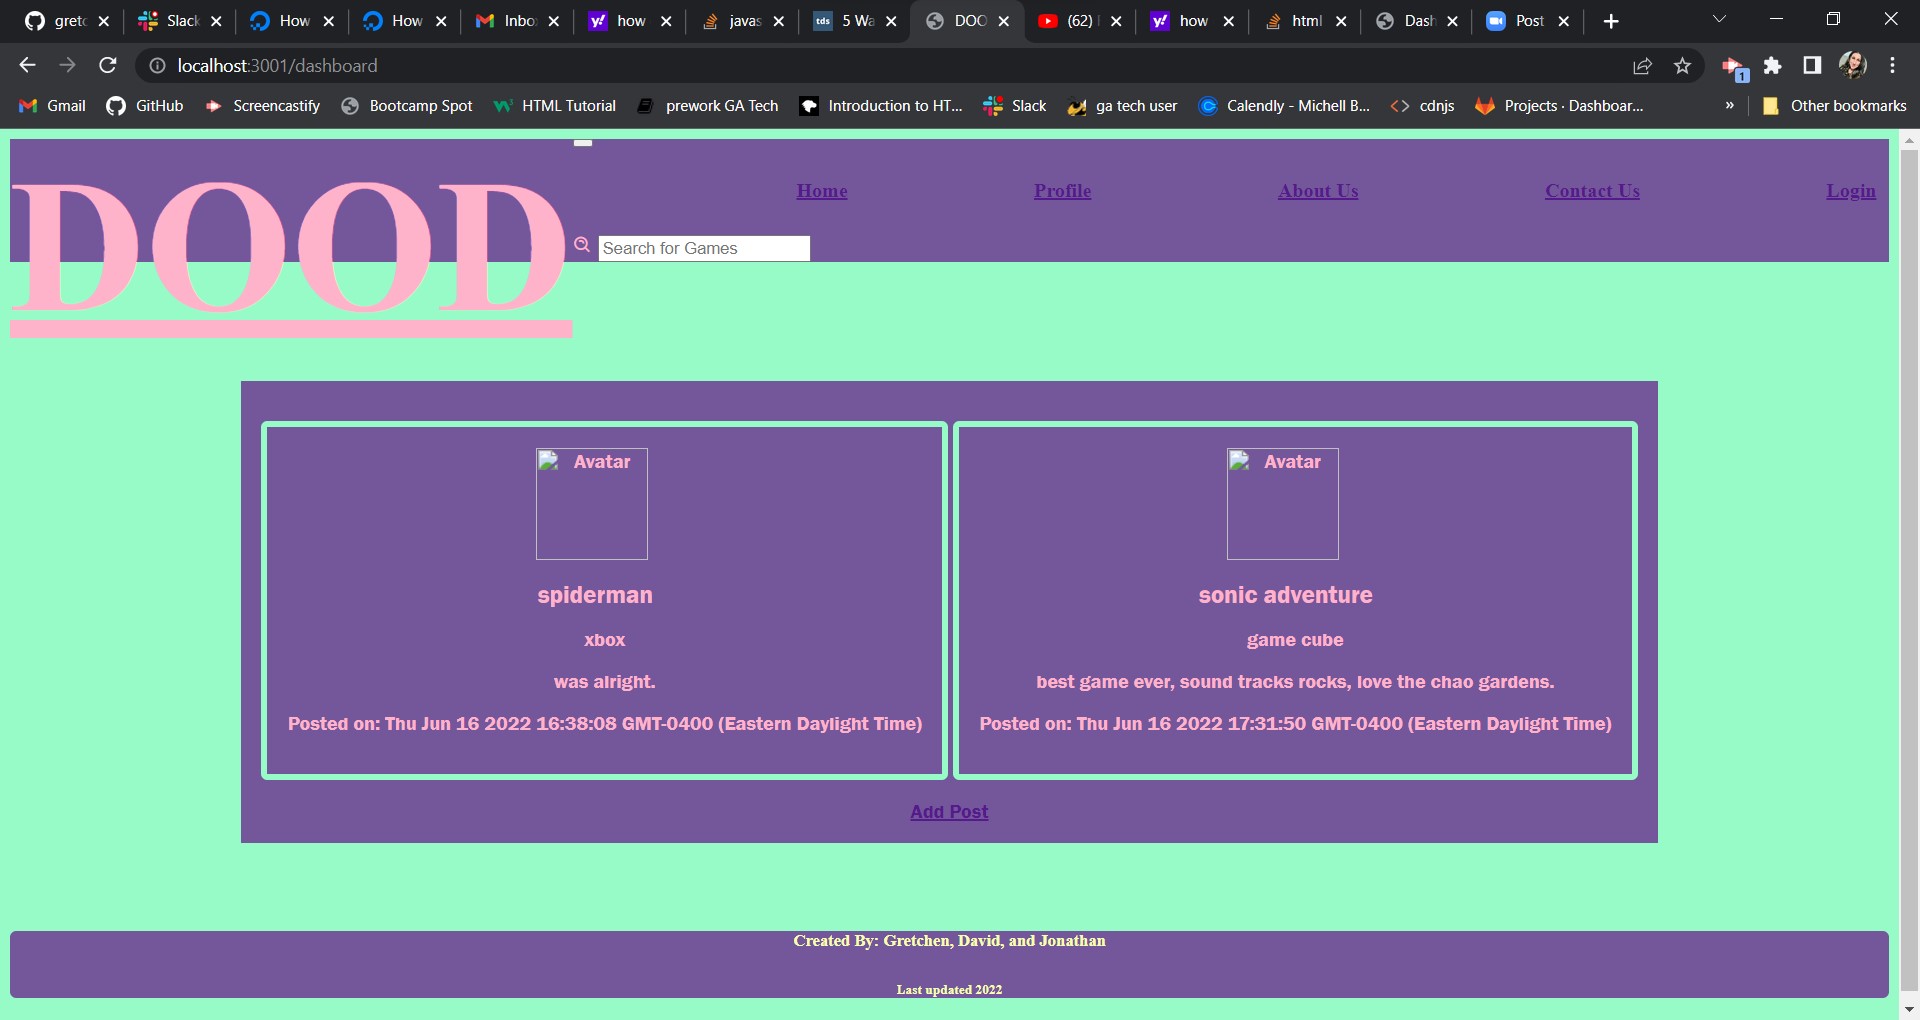 gretc Slack How How Inbo how javas 5 Wa DOO (62) how html Dash Post
localhost:3001/dashboard
1
Gmail GitHub Screencastify Bootcamp Spot HTML Tutorial prework GA Tech Introduction to HT... Slack ga tech user Calendly - Michell B... cdnjs Projects · Dashboar... » Other bookmarks
DOOD
Home Profile About Us Contact Us Login
Search for Games
Avatar
spiderman
xbox
was alright.
Posted on: Thu Jun 16 2022 16:38:08 GMT-0400 (Eastern Daylight Time)
Avatar
sonic adventure
game cube
best game ever, sound tracks rocks, love the chao gardens.
Posted on: Thu Jun 16 2022 17:31:50 GMT-0400 (Eastern Daylight Time)
Add Post
Created By: Gretchen, David, and Jonathan
Last updated 2022